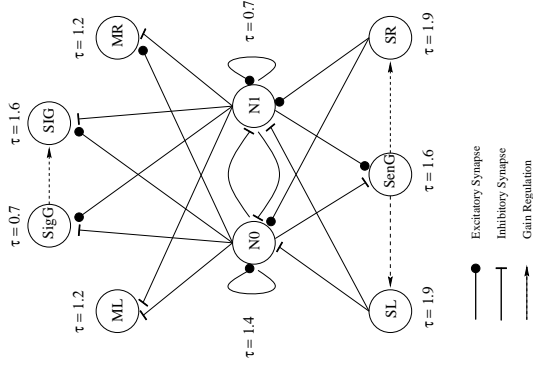 τ = 0.7
τ = 1.6
SigG
SIG
τ = 1.2
τ = 1.2
ML
MR
τ = 1.4
N0
N1
τ = 0.7
SL
SenG
SR
τ = 1.9
τ = 1.6
τ = 1.9
Excitatory Synapse
Inhibitory Synapse
Gain Regulation